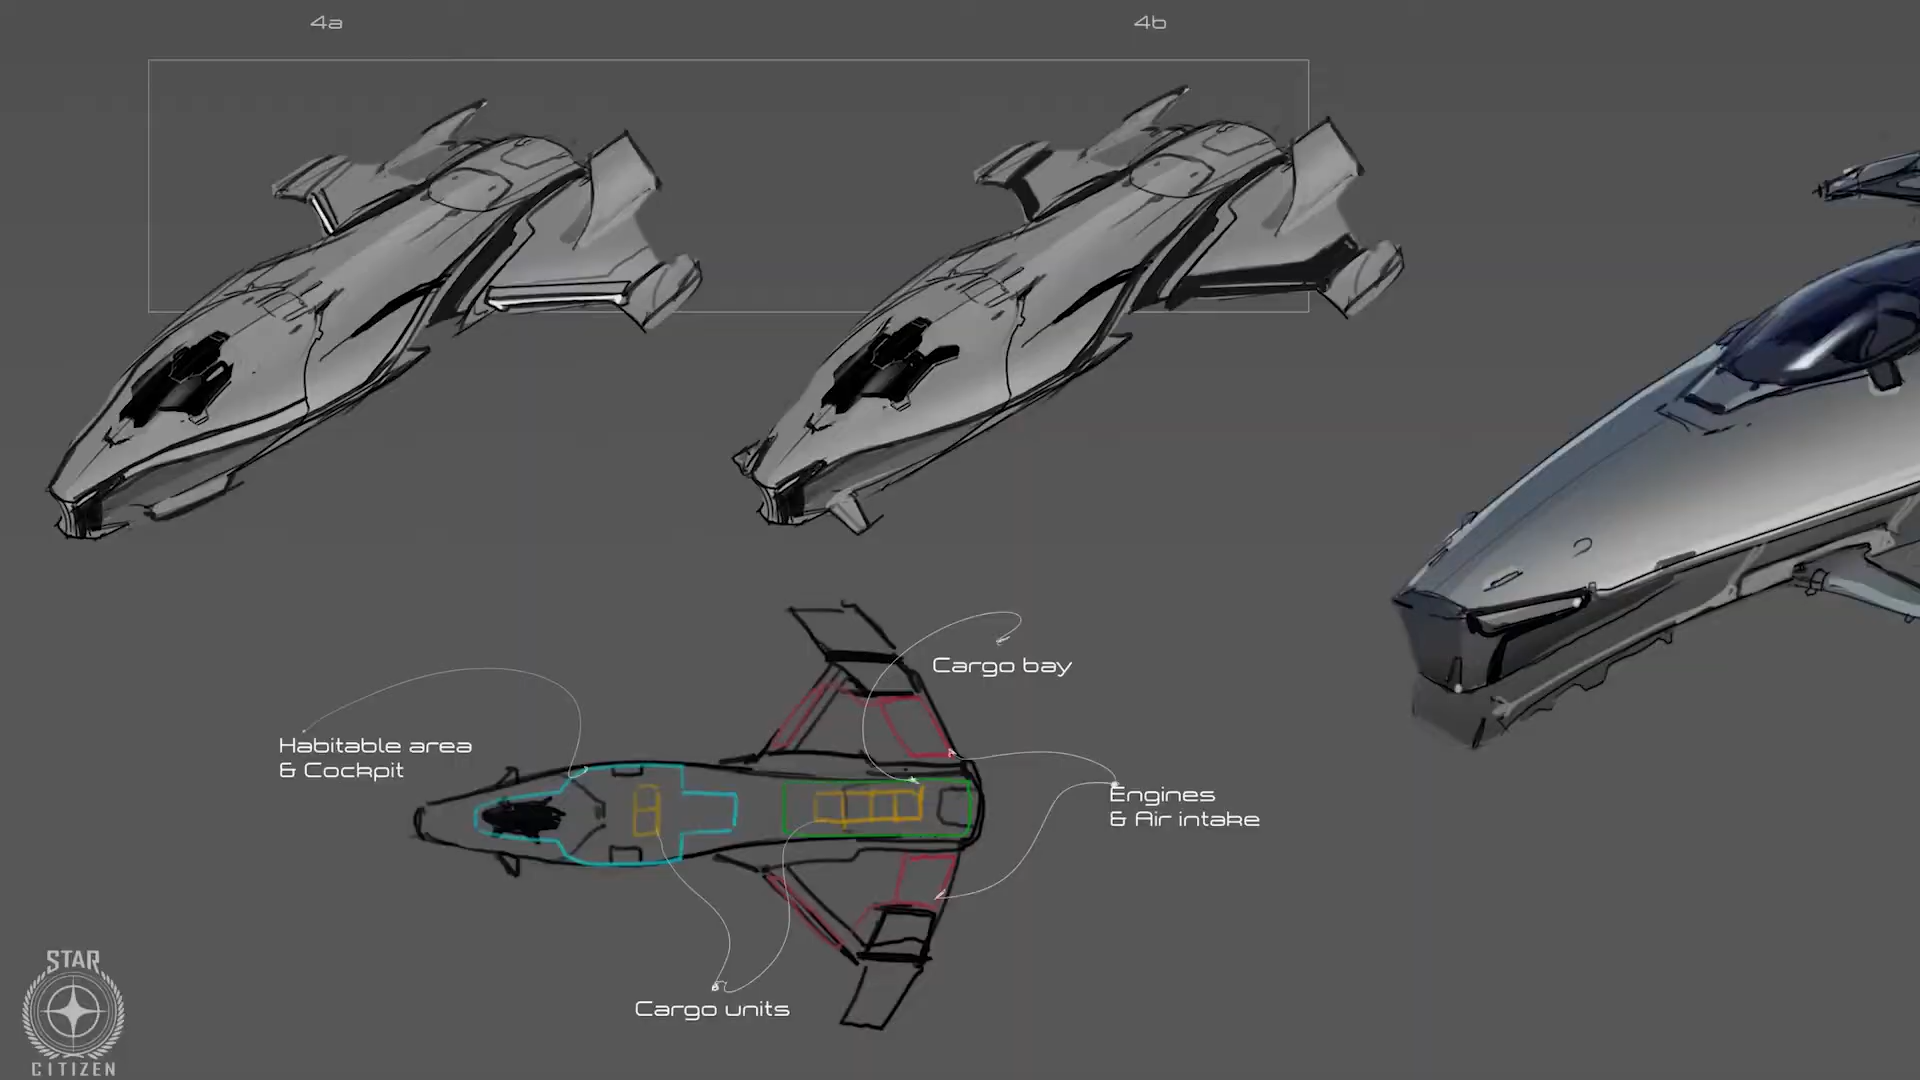 4a
4b
Cargo bay
Habitable area
& Cockpit
Engines
& Air intake
Cargo units
STAR
CITIZEN